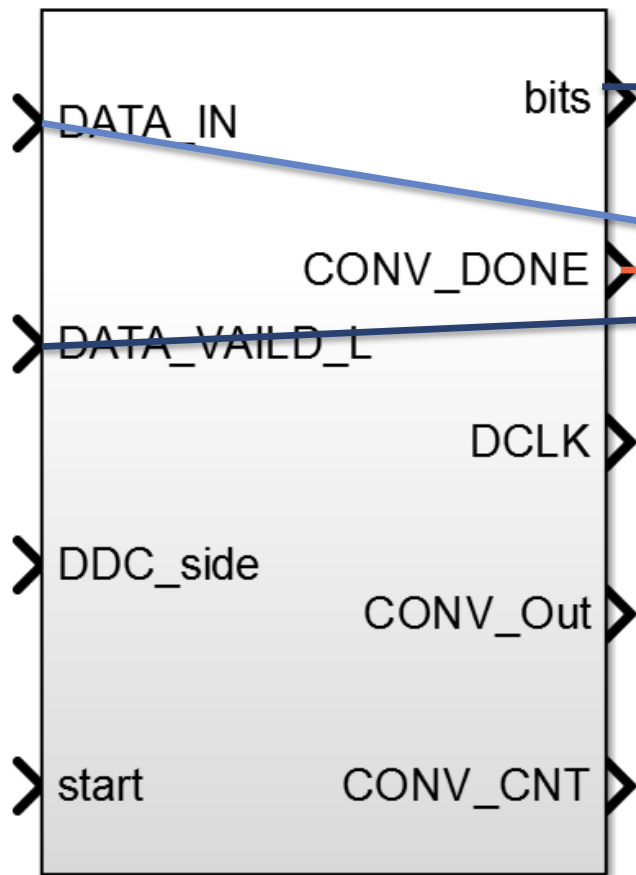 DATA_IN
DATA_VAILD_L
DDC_side
start
bits
CONV_DONE
DCLK
CONV_Out
CONV_CNT